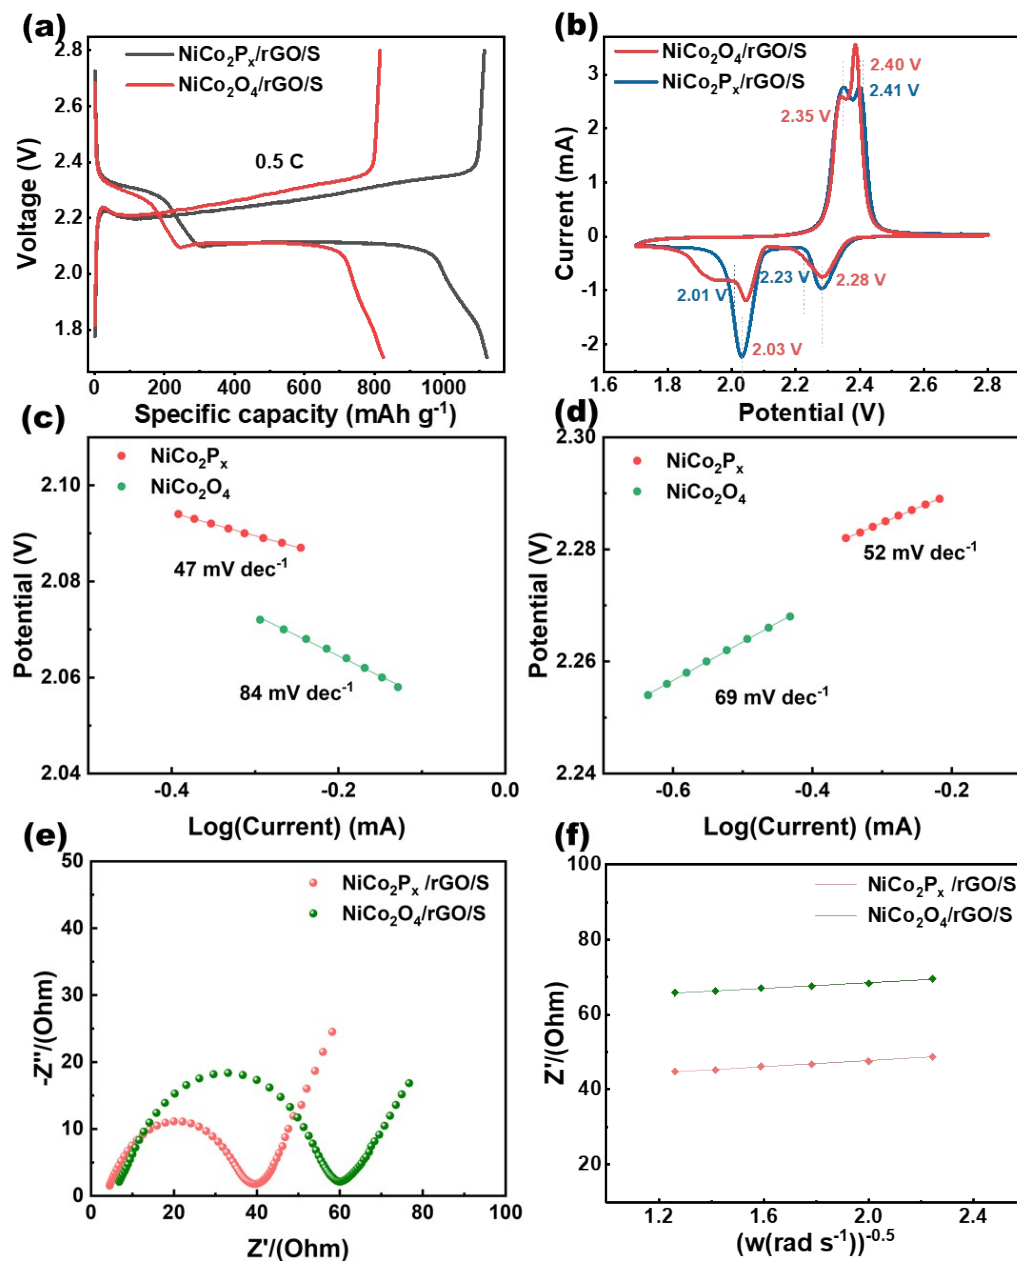 (a)
NiCo₂Pₓ/rGO/S
NiCo₂O₄/rGO/S
0.5 C
2.8
2.6
2.4
2.2
2.0
1.8
Voltage (V)
0 200 400 600 800 1000
Specific capacity (mAh g⁻¹)
(b)
NiCo₂O₄/rGO/S
NiCo₂Pₓ/rGO/S
2.40 V
2.41 V
2.35 V
2.01 V
2.23 V
2.28 V
2.03 V
3
2
1
0
-1
-2
Current (mA)
1.6 1.8 2.0 2.2 2.4 2.6 2.8
Potential (V)
(c)
NiCo₂Pₓ
NiCo₂O₄
47 mV dec⁻¹
84 mV dec⁻¹
2.10
2.08
2.06
2.04
Potential (V)
-0.4 -0.2 0.0
Log(Current) (mA)
(d)
NiCo₂Pₓ
NiCo₂O₄
52 mV dec⁻¹
69 mV dec⁻¹
2.30
2.28
2.26
2.24
Potential (V)
-0.6 -0.4 -0.2
Log(Current) (mA)
(e)
NiCo₂Pₓ /rGO/S
NiCo₂O₄/rGO/S
50
40
30
20
10
0
-Z''/(Ohm)
0 20 40 60 80 100
Z'/(Ohm)
(f)
NiCo₂Pₓ /rGO/S
NiCo₂O₄/rGO/S
100
80
60
40
20
Z'/(Ohm)
1.2 1.6 2.0 2.4
(w(rad s⁻¹))⁻⁰·⁵